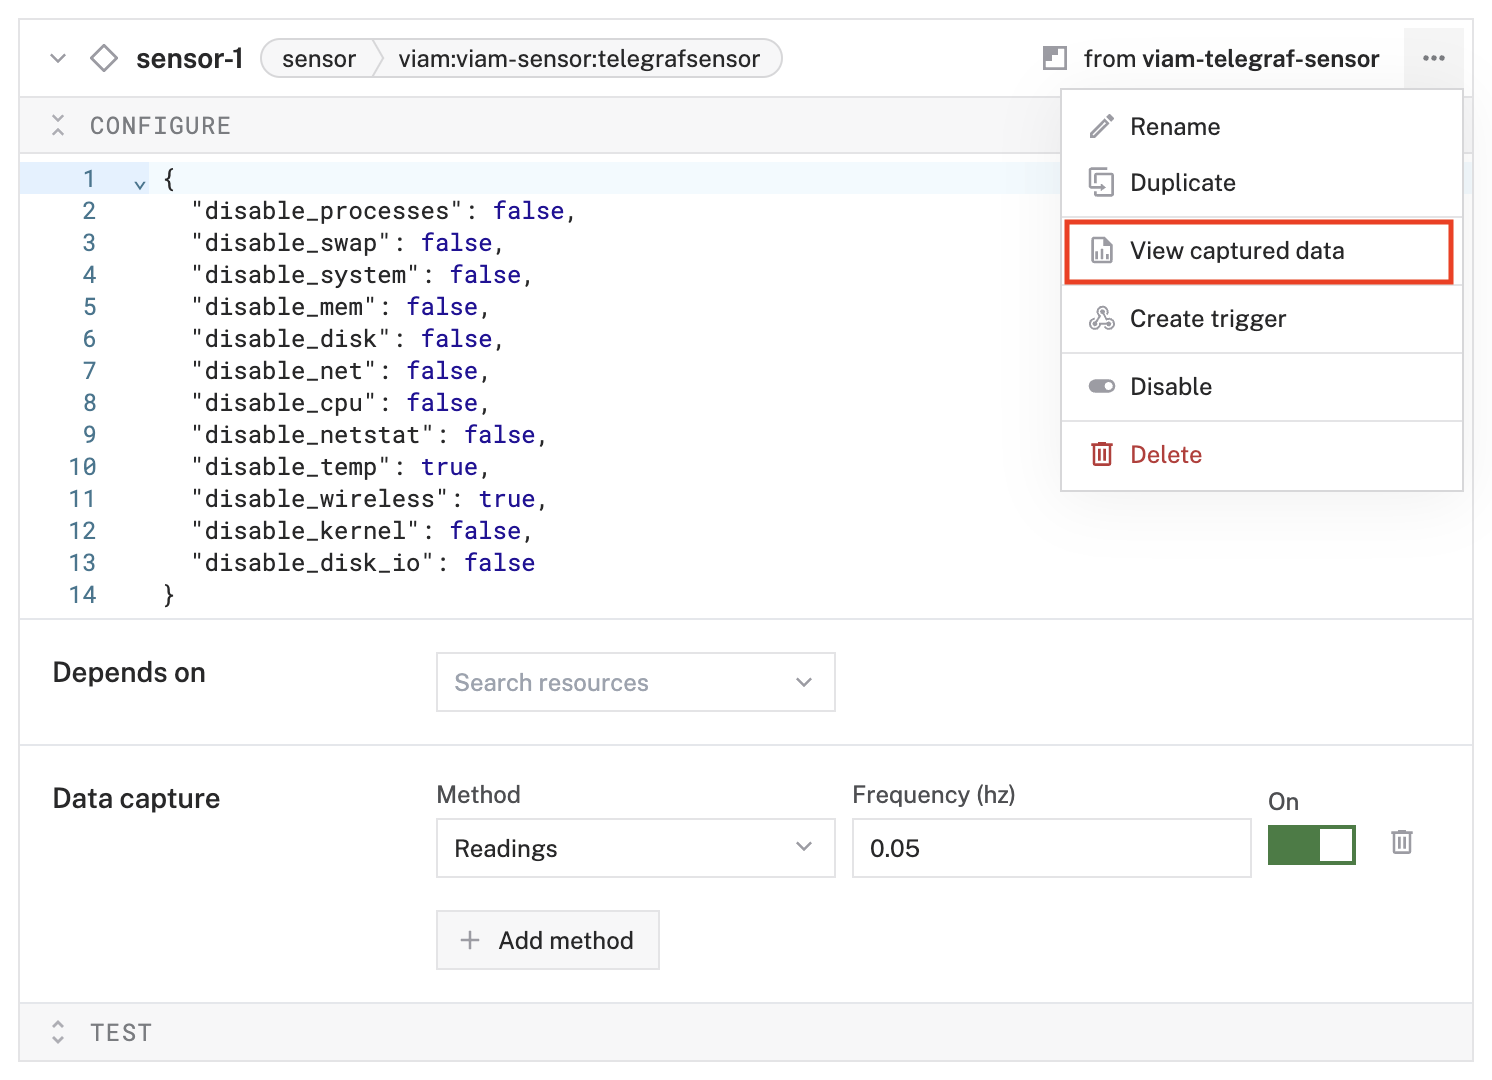 sensor-1 sensor viam:viam-sensor:telegrafsensor from viam-telegraf-sensor
CONFIGURE
Rename
Duplicate
View captured data
Create trigger
Disable
Delete
1 {
2 "disable_processes": false,
3 "disable_swap": false,
4 "disable_system": false,
5 "disable_mem": false,
6 "disable_disk": false,
7 "disable_net": false,
8 "disable_cpu": false,
9 "disable_netstat": false,
10 "disable_temp": true,
11 "disable_wireless": true,
12 "disable_kernel": false,
13 "disable_disk_io": false
14 }
Depends on
Search resources
Data capture
Method Frequency (hz) On
Readings 0.05
Add method
TEST